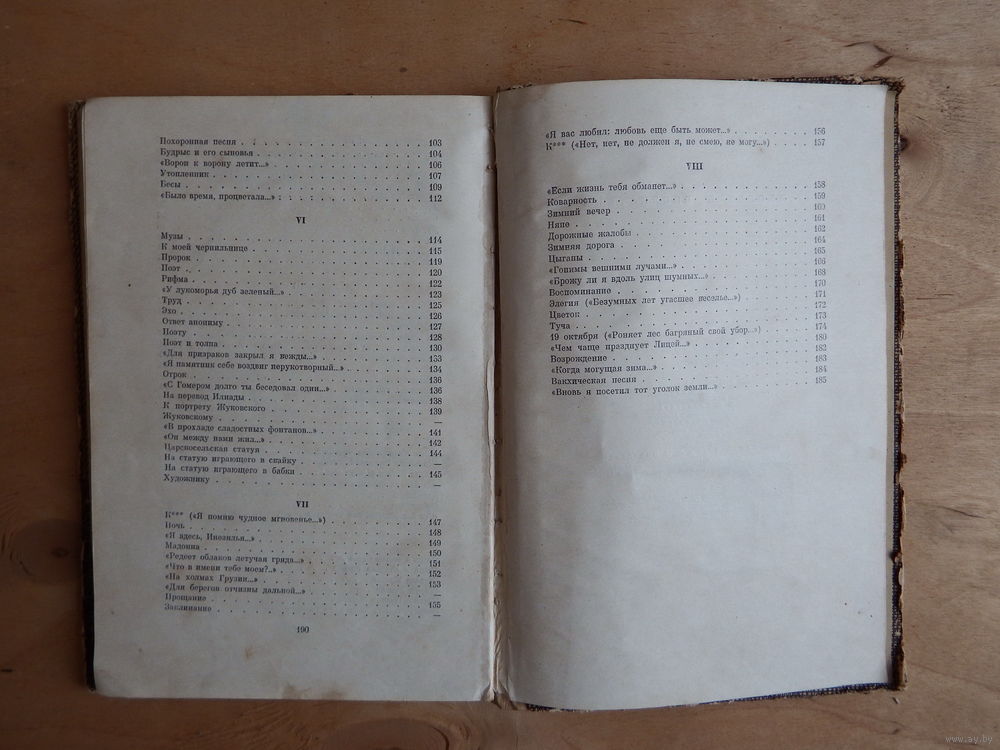 Похоронная песня . . . . . . . . . . . . 103
Будрыс и его сыновья . . . . . . . . . . . . 104
«Ворон к ворону летит...» . . . . . . . . . . . . 106
Утопленник . . . . . . . . . . . . 107
Бесы . . . . . . . . . . . . 109
«Было время, процветала...» . . . . . . . . . . . . 112
VI
Музы . . . . . . . . . . . . 114
К моей чернильнице . . . . . . . . . . . . 115
Пророк . . . . . . . . . . . . 119
Поэт . . . . . . . . . . . . 120
Рифма . . . . . . . . . . . . 122
«У лукоморья дуб зеленый...» . . . . . . . . . . . . 123
Труд . . . . . . . . . . . . 125
Эхо . . . . . . . . . . . . 126
Ответ анониму . . . . . . . . . . . . 127
Поэту . . . . . . . . . . . . 128
Поэт и толпа . . . . . . . . . . . . 130
«Для призраков закрыл я вежды...» . . . . . . . . . . . . 133
«Я памятник себе воздвиг нерукотворный...» . . . . . . . . 134
Отрок . . . . . . . . . . . . 136
«С Гомером долго ты беседовал один...» . . . . . . . . . . 136
На перевод Илиады . . . . . . . . . . . . 138
К портрету Жуковского . . . . . . . . . . . . 139
Жуковскому . . . . . . . . . . . . —
«В прохладе сладостных фонтанов...» . . . . . . . . . . 141
«Он между нами жил...» . . . . . . . . . . . . 142
Царскосельская статуя . . . . . . . . . . . . 144
На статую играющего в свайку . . . . . . . . . . . . —
На статую играющего в бабки . . . . . . . . . . . . 145
Художнику . . . . . . . . . . . . —
VII
К*** («Я помню чудное мгновенье...») . . . . . . . . . 147
Ночь . . . . . . . . . . . . 148
«Я здесь, Инезилья...» . . . . . . . . . . . . 149
Мадонна . . . . . . . . . . . . 150
«Редеет облаков летучая гряда...» . . . . . . . . . . 151
«Что в имени тебе моем?..» . . . . . . . . . . . . 152
«На холмах Грузии...» . . . . . . . . . . . . 153
«Для берегов отчизны дальной...» . . . . . . . . . . —
Прощание . . . . . . . . . . . . 155
Заклинание . . . . . . . . . . . . —
190
«Я вас любил: любовь еще быть может...» . . . . . . . 156
К*** («Нет, нет, не должен я, не смею, не могу...») . . . . 157
VIII
«Если жизнь тебя обманет...» . . . . . . . . . . 158
Коварность . . . . . . . . . . . . 159
Зимний вечер . . . . . . . . . . . . 160
Няне . . . . . . . . . . . . 161
Дорожные жалобы . . . . . . . . . . . . 162
Зимняя дорога . . . . . . . . . . . . 164
Цыганы . . . . . . . . . . . . 165
«Гонимы вешними лучами...» . . . . . . . . . . 166
«Брожу ли я вдоль улиц шумных...» . . . . . . . . 168
Воспоминание . . . . . . . . . . . . 170
Элегия («Безумных лет угасшее веселье...») . . . . . . 171
Цветок . . . . . . . . . . . . 172
Туча . . . . . . . . . . . . 173
19 октября («Роняет лес багряный свой убор...») . . . . 174
«Чем чаще празднует Лицей...» . . . . . . . . . . 180
Возрождение . . . . . . . . . . . . 182
«Когда могущая зима...» . . . . . . . . . . . . 183
Вакхическая песня . . . . . . . . . . . . 184
«Вновь я посетил тот уголок земли...» . . . . . . . . 185
www.ay.by